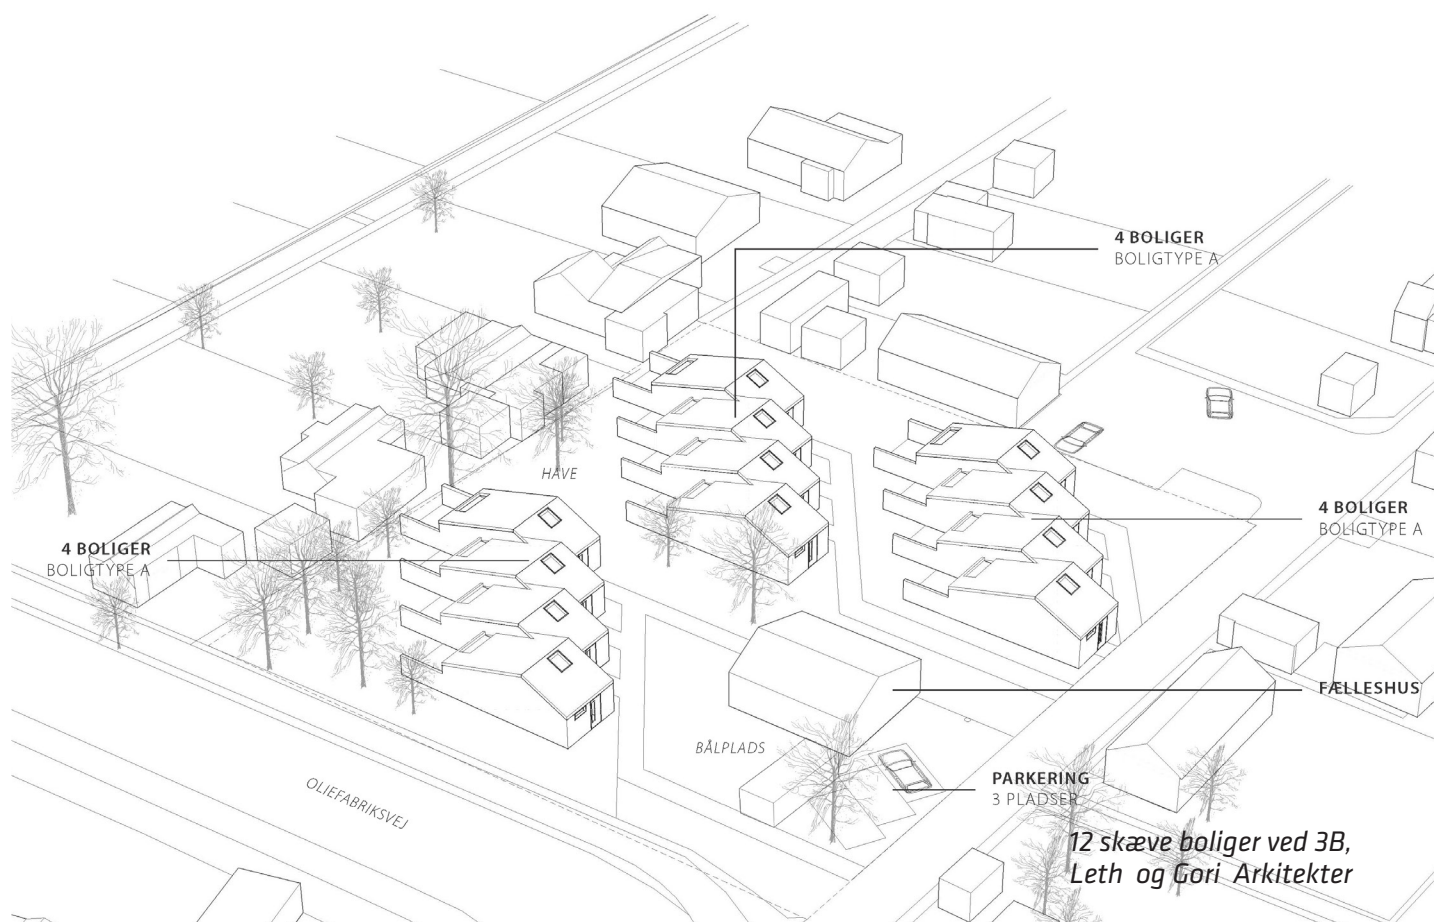 4 BOLIGER
BOLIGTYPE A
HAVE
4 BOLIGER
BOLIGTYPE A
4 BOLIGER
BOLIGTYPE A
FÆLLESHUS
BÅLPLADS
PARKERING
3 PLADSER
OLIEFABRIKSVEJ
12 skæve boliger ved 3B,
Leth og Gori Arkitekter